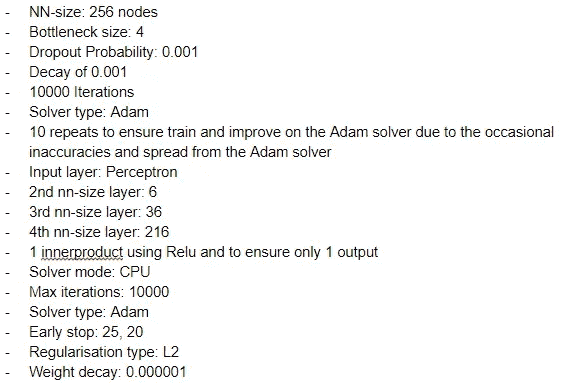 - NN-size: 256 nodes
- Bottleneck size: 4
- Dropout Probability: 0.001
- Decay of 0.001
- 10000 Iterations
- Solver type: Adam
- 10 repeats to ensure train and improve on the Adam solver due to the occasional
inaccuracies and spread from the Adam solver
- Input layer: Perceptron
- 2nd nn-size layer: 6
- 3rd nn-size layer: 36
- 4th nn-size layer: 216
- 1 innerproduct using Relu and to ensure only 1 output
- Solver mode: CPU
- Max iterations: 10000
- Solver type: Adam
- Early stop: 25, 20
- Regularisation type: L2
- Weight decay: 0.000001